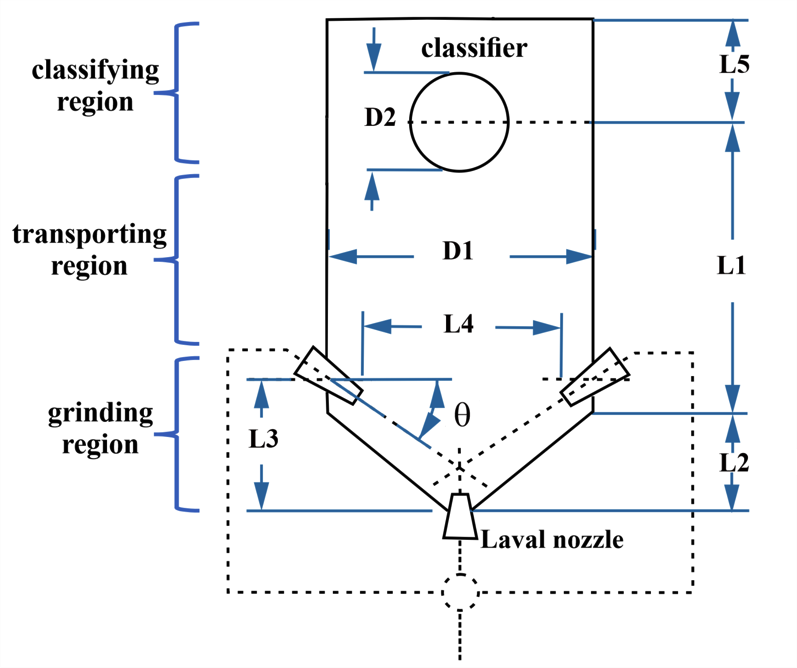 classifier
classifying
region
L5
D2
transporting
region
D1
L1
L4
grinding
region
θ
L3
L2
Laval nozzle